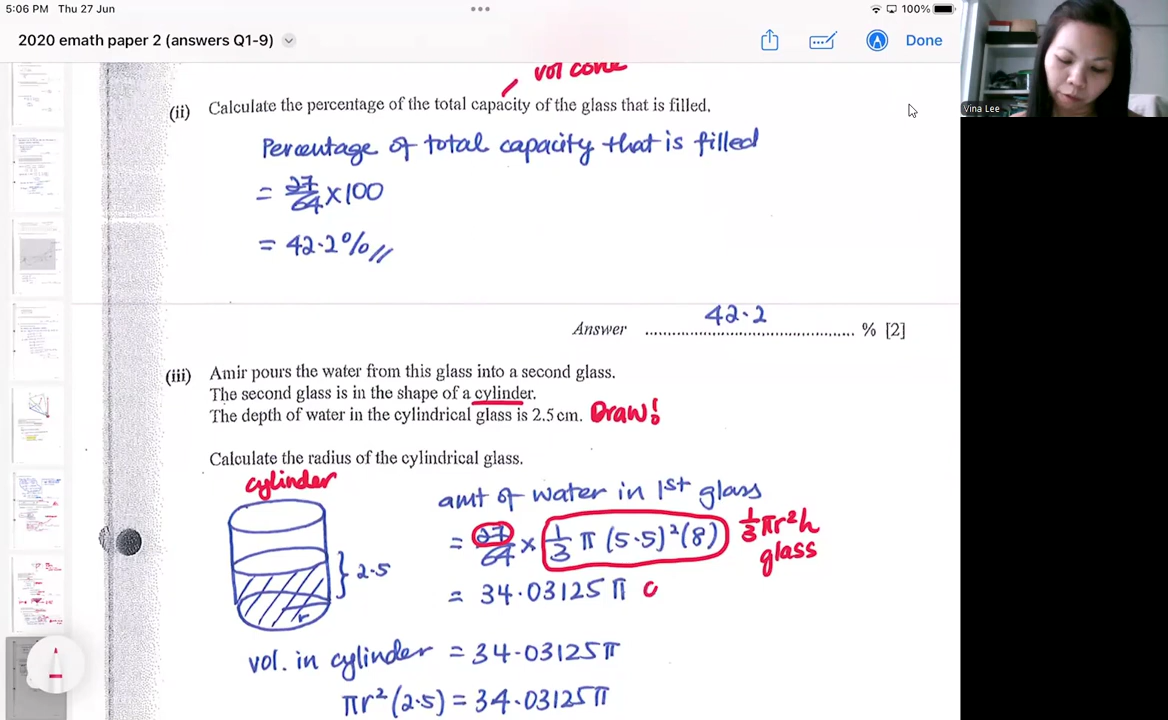 5:06 PM Thu 27 Jun
100%
2020 emath paper 2 (answers Q1-9)
Done
Vina Lee
vol cone
(ii) Calculate the percentage of the total capacity of the glass that is filled.
Percentage of total capacity that is filled
= 27/64 × 100
= 42.2% //
42.2
Answer ........................................ % [2]
(iii) Amir pours the water from this glass into a second glass.
The second glass is in the shape of a cylinder.
The depth of water in the cylindrical glass is 2.5 cm. Draw!
Calculate the radius of the cylindrical glass.
cylinder
2.5
r
amt of water in 1st glass
= 27/64 × 1/3 π (5.5)² (8) 1/3 πr²h
glass
= 34.03125 π c
vol. in cylinder = 34.03125π
πr² (2.5) = 34.03125π